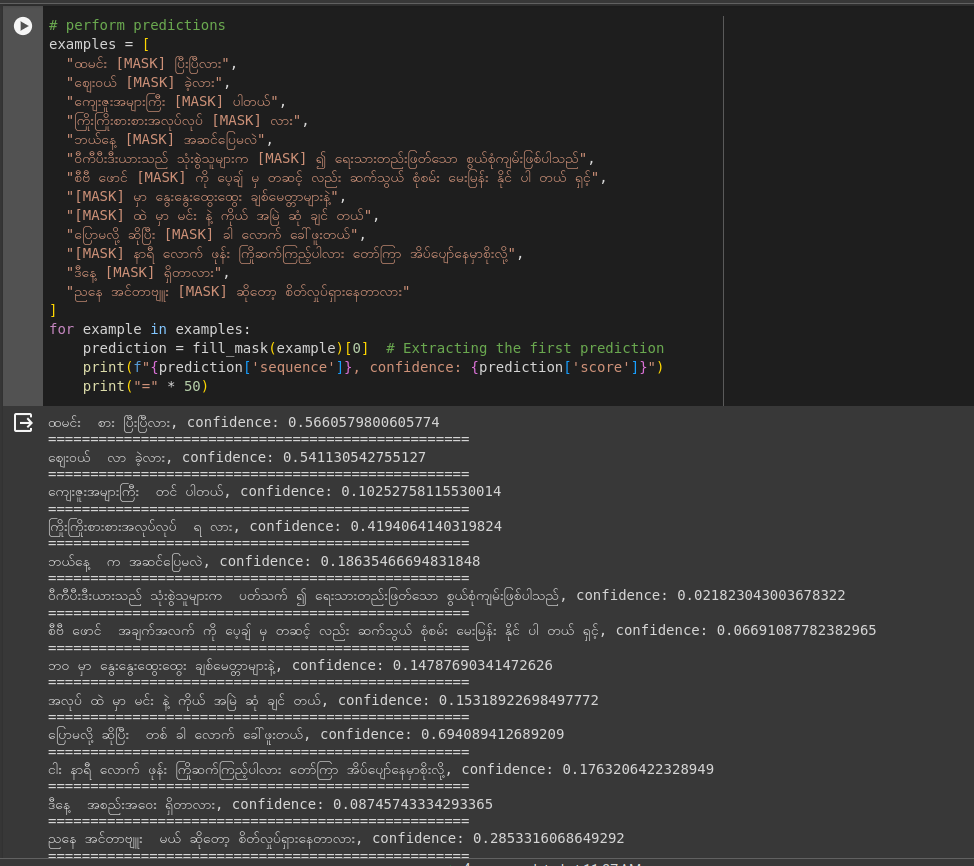 # perform predictions
examples = [
"ထမင်း [MASK] ပြီးပြီလား",
"ဈေးဝယ် [MASK] ခဲ့လား",
"ကျေးဇူးအများကြီး [MASK] ပါတယ်",
"ကြိုးကြိုးစားစားအလုပ်လုပ် [MASK] လား",
"ဘယ်နေ့ [MASK] အဆင်ပြေမလဲ",
"ဝီကီပီးဒီးယားသည် သုံးစွဲသူများက [MASK] ၍ ရေးသားတည်းဖြတ်သော စွယ်စုံကျမ်းဖြစ်ပါသည်",
"စီဗီ ဖောင် [MASK] ကို ပေ့ချ် မှ တဆင့် လည်း ဆက်သွယ် စုံစမ်း မေးမြန်း နိုင် ပါ တယ် ရှင့်",
"[MASK] မှာ နွေးနွေးထွေးထွေး ချစ်မေတ္တာများနဲ့",
"[MASK] ထဲ မှာ မင်း နဲ့ ကိုယ် အမြဲ ဆုံ ချင် တယ်",
"ပြောမလို့ ဆိုပြီး [MASK] ခါ လောက် ခေါ်ဖူးတယ်",
"[MASK] နာရီ လောက် ဖုန်း ကြိုဆက်ကြည့်ပါလား တော်ကြာ အိပ်ပျော်နေမှာစိုးလို့",
"ဒီနေ့ [MASK] ရှိတာလား",
"ညနေ အင်တာဗျူး [MASK] ဆိုတော့ စိတ်လှုပ်ရှားနေတာလား"
]
for example in examples:
prediction = fill_mask(example)[0]  # Extracting the first prediction
print(f"{prediction['sequence']}, confidence: {prediction['score']}")
print("=" * 50)
ထမင်း စား ပြီးပြီလား, confidence: 0.5660579800605774
==================================================
ဈေးဝယ် လာ ခဲ့လား, confidence: 0.541130542755127
==================================================
ကျေးဇူးအများကြီး တင် ပါတယ်, confidence: 0.10252758115530014
==================================================
ကြိုးကြိုးစားစားအလုပ်လုပ် ရ လား, confidence: 0.4194064140319824
==================================================
ဘယ်နေ့ က အဆင်ပြေမလဲ, confidence: 0.18635466694831848
==================================================
ဝီကီပီးဒီးယားသည် သုံးစွဲသူများက ပတ်သက် ၍ ရေးသားတည်းဖြတ်သော စွယ်စုံကျမ်းဖြစ်ပါသည်, confidence: 0.021823043003678322
==================================================
စီဗီ ဖောင် အချက်အလက် ကို ပေ့ချ် မှ တဆင့် လည်း ဆက်သွယ် စုံစမ်း မေးမြန်း နိုင် ပါ တယ် ရှင့်, confidence: 0.06691087782382965
==================================================
ဘဝ မှာ နွေးနွေးထွေးထွေး ချစ်မေတ္တာများနဲ့, confidence: 0.14787690341472626
==================================================
အလုပ် ထဲ မှာ မင်း နဲ့ ကိုယ် အမြဲ ဆုံ ချင် တယ်, confidence: 0.15318922698497772
==================================================
ပြောမလို့ ဆိုပြီး တစ် ခါ လောက် ခေါ်ဖူးတယ်, confidence: 0.694089412689209
==================================================
ငါး နာရီ လောက် ဖုန်း ကြိုဆက်ကြည့်ပါလား တော်ကြာ အိပ်ပျော်နေမှာစိုးလို့, confidence: 0.1763206422328949
==================================================
ဒီနေ့ အစည်းအဝေး ရှိတာလား, confidence: 0.08745743334293365
==================================================
ညနေ အင်တာဗျူး မယ် ဆိုတော့ စိတ်လှုပ်ရှားနေတာလား, confidence: 0.2853316068649292
==================================================